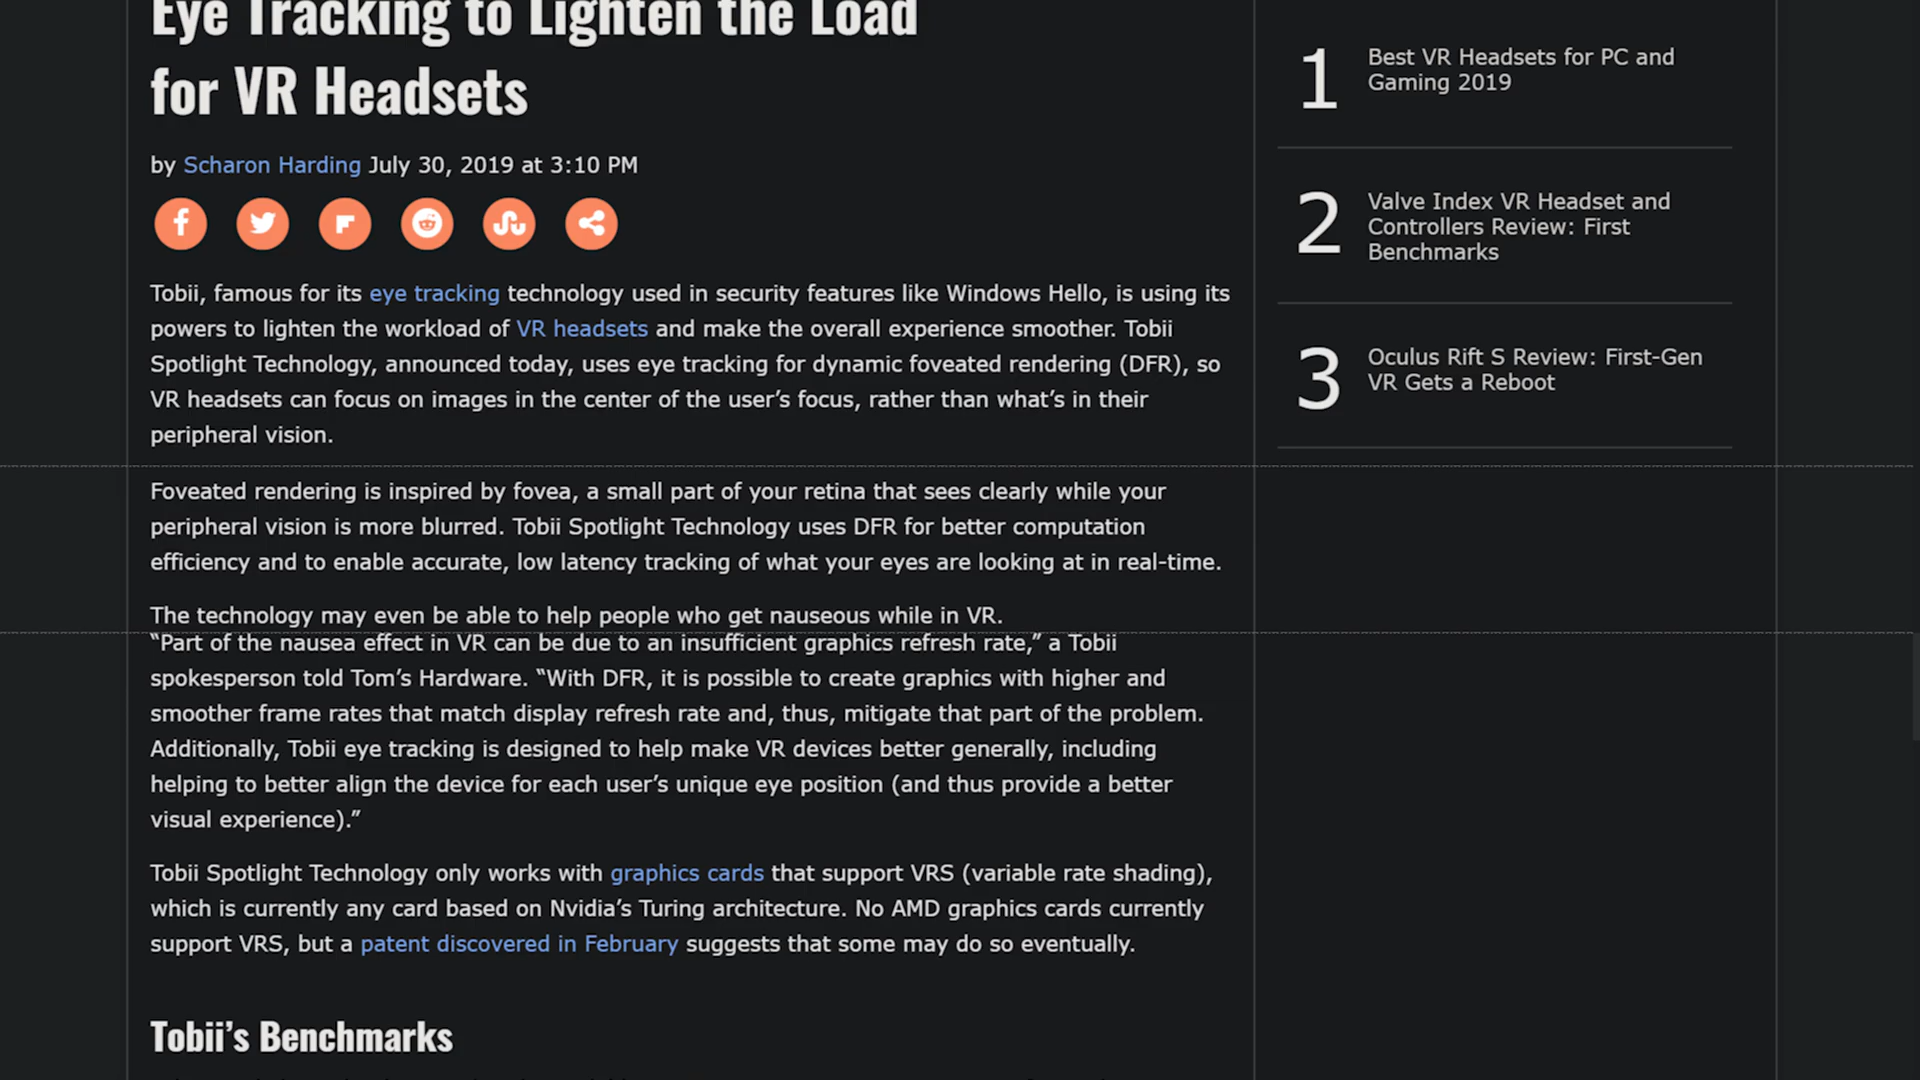 Eye Tracking to Lighten the Load
for VR Headsets
by Scharon Harding July 30, 2019 at 3:10 PM
Tobii, famous for its eye tracking technology used in security features like Windows Hello, is using its
powers to lighten the workload of VR headsets and make the overall experience smoother. Tobii
Spotlight Technology, announced today, uses eye tracking for dynamic foveated rendering (DFR), so
VR headsets can focus on images in the center of the user’s focus, rather than what’s in their
peripheral vision.
Foveated rendering is inspired by fovea, a small part of your retina that sees clearly while your
peripheral vision is more blurred. Tobii Spotlight Technology uses DFR for better computation
efficiency and to enable accurate, low latency tracking of what your eyes are looking at in real-time.
The technology may even be able to help people who get nauseous while in VR.
“Part of the nausea effect in VR can be due to an insufficient graphics refresh rate,” a Tobii
spokesperson told Tom’s Hardware. “With DFR, it is possible to create graphics with higher and
smoother frame rates that match display refresh rate and, thus, mitigate that part of the problem.
Additionally, Tobii eye tracking is designed to help make VR devices better generally, including
helping to better align the device for each user’s unique eye position (and thus provide a better
visual experience).”
Tobii Spotlight Technology only works with graphics cards that support VRS (variable rate shading),
which is currently any card based on Nvidia’s Turing architecture. No AMD graphics cards currently
support VRS, but a patent discovered in February suggests that some may do so eventually.
Tobii’s Benchmarks
1
Best VR Headsets for PC and
Gaming 2019
2
Valve Index VR Headset and
Controllers Review: First
Benchmarks
3
Oculus Rift S Review: First-Gen
VR Gets a Reboot